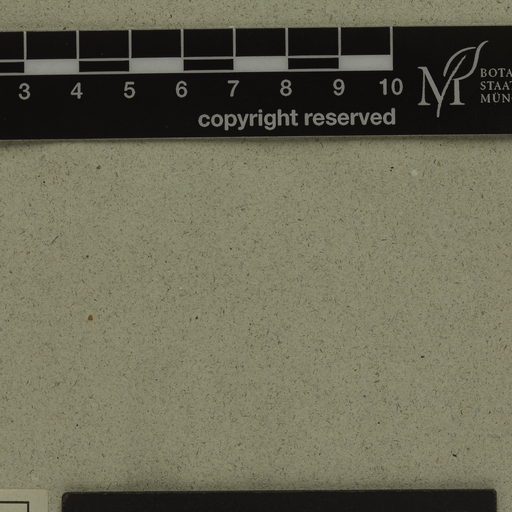 3 4 5 6 7 8 9 10
copyright reserved
M
BOTA
STAAT
MÜN